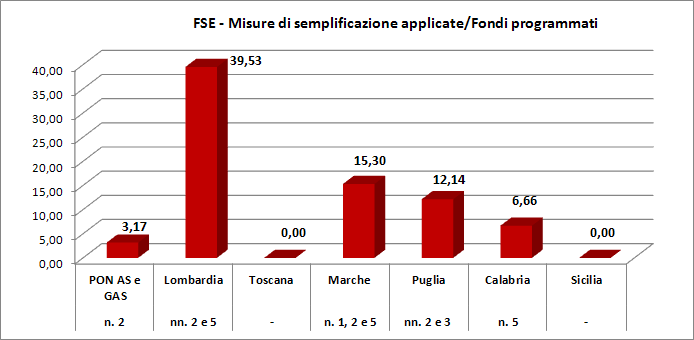 FSE - Misure di semplificazione applicate/Fondi programmati
40,00
35,00
30,00
25,00
20,00
15,00
10,00
5,00
0,00
3,17
39,53
0,00
15,30
12,14
6,66
0,00
PON AS e GAS
Lombardia
Toscana
Marche
Puglia
Calabria
Sicilia
n. 2
nn. 2 e 5
-
n. 1, 2 e 5
nn. 2 e 3
n. 5
-